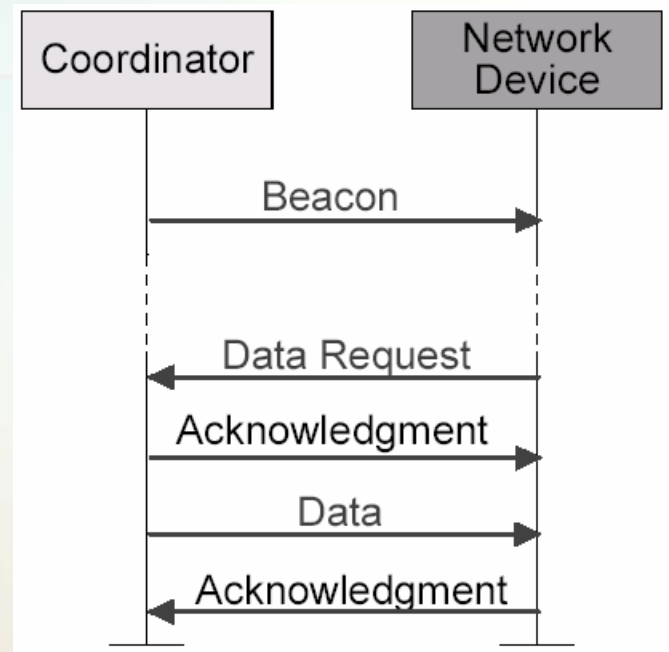 Coordinator
Network
Device
Beacon
Data Request
Acknowledgment
Data
Acknowledgment